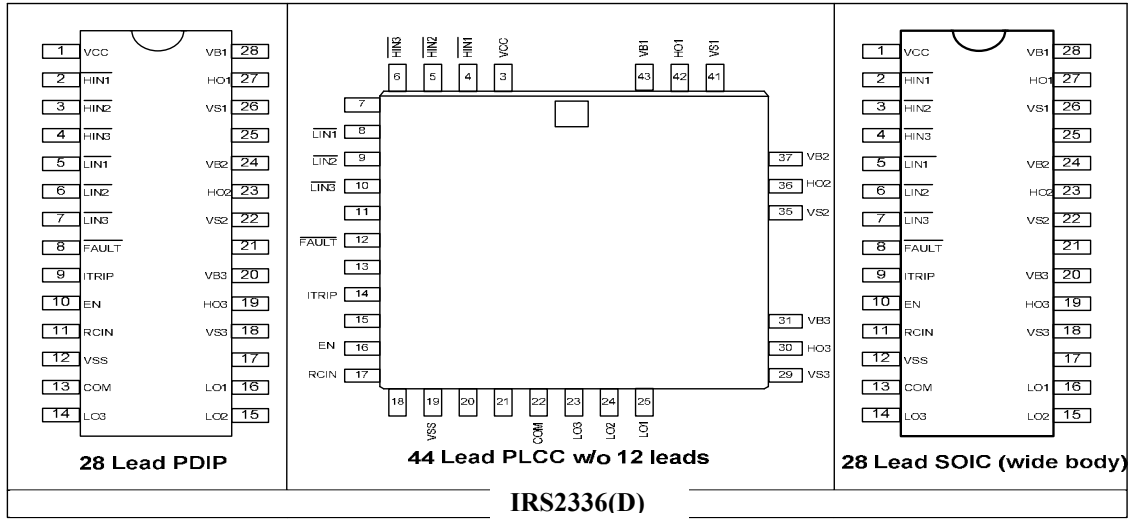 1 VCC VB1 28
2 HIN1 HO1 27
3 HIN2 VS1 26
4 HIN3 25
5 LIN1 VB2 24
6 LIN2 HO2 23
7 LIN3 VS2 22
8 FAULT 21
9 ITRIP VB3 20
10 EN HO3 19
11 RCIN VS3 18
12 VSS 17
13 COM LO1 16
14 LO3 LO2 15
28 Lead PDIP
HIN3 HIN2 HIN1 VCC VB1 HO1 VS1
6 5 4 3 43 42 41
7
LIN1 8
LIN2 9 37 VB2
LIN3 10 36 HO2
11 35 VS2
FAULT 12
13
ITRIP 14
15 31 VB3
EN 16 30 HO3
RCIN 17 29 VS3
18 19 20 21 22 23 24 25
VSS COM LO3 LO2 LO1
44 Lead PLCC w/o 12 leads
1 VCC VB1 28
2 HIN1 HO1 27
3 HIN2 VS1 26
4 HIN3 25
5 LIN1 VB2 24
6 LIN2 HO2 23
7 LIN3 VS2 22
8 FAULT 21
9 ITRIP VB3 20
10 EN HO3 19
11 RCIN VS3 18
12 VSS 17
13 COM LO1 16
14 LO3 LO2 15
28 Lead SOIC (wide body)
IRS2336(D)